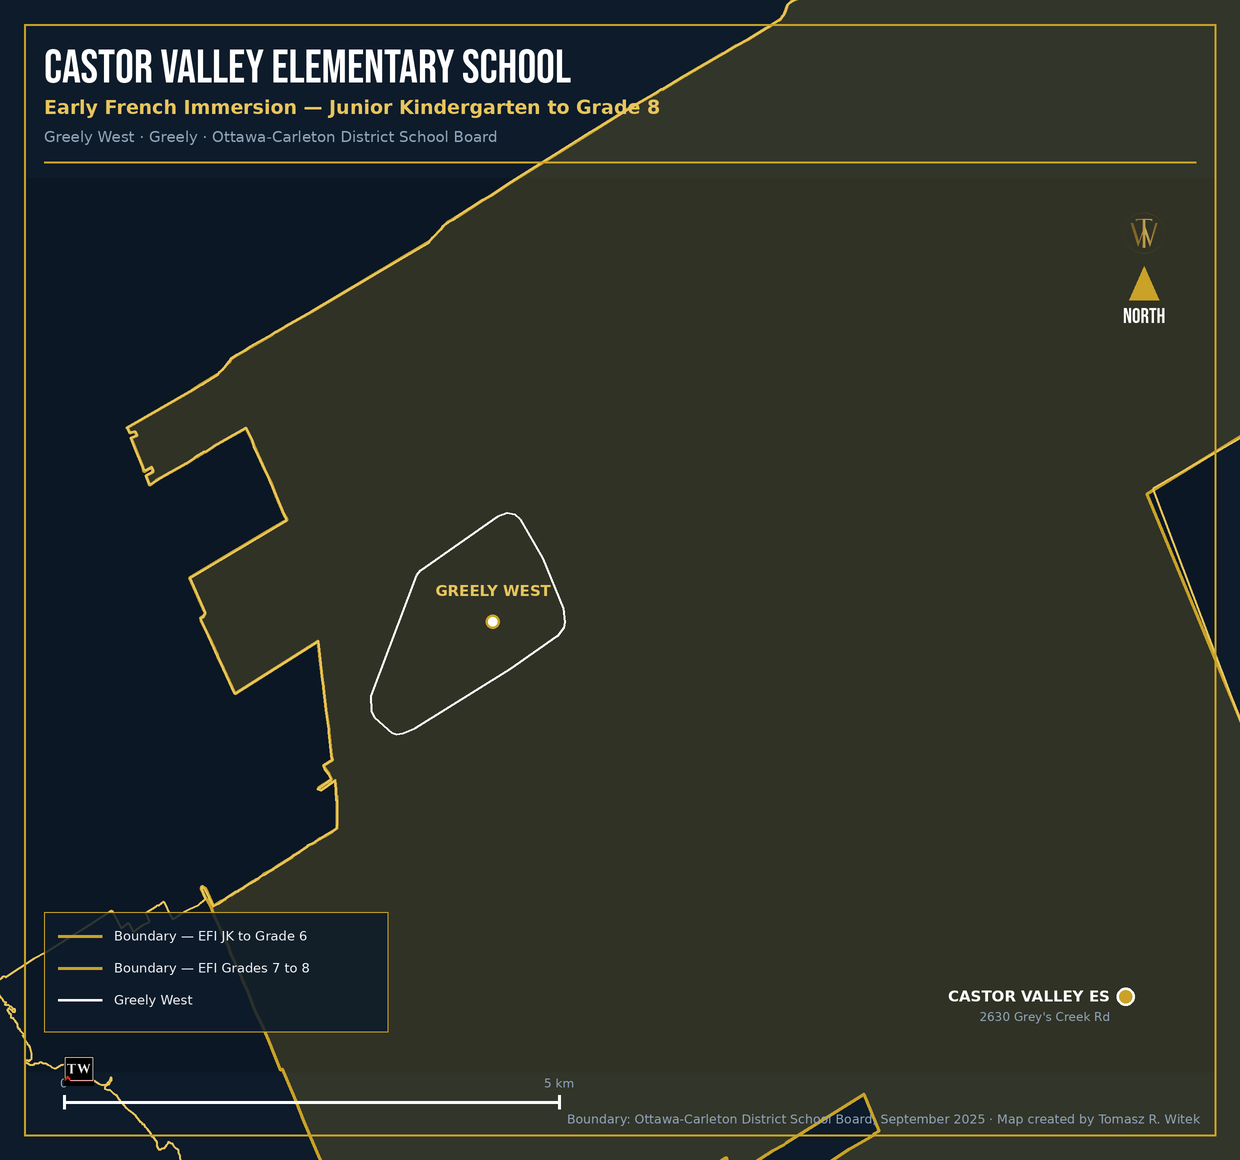 CASTOR VALLEY ELEMENTARY SCHOOL
Early French Immersion — Junior Kindergarten to Grade 8
Greely West · Greely · Ottawa-Carleton District School Board
TW
NORTH
GREELY WEST
Boundary — EFI JK to Grade 6
Boundary — EFI Grades 7 to 8
Greely West
CASTOR VALLEY ES
2630 Grey's Creek Rd
TW
0
5 km
Boundary: Ottawa-Carleton District School Board, September 2025 · Map created by Tomasz R. Witek